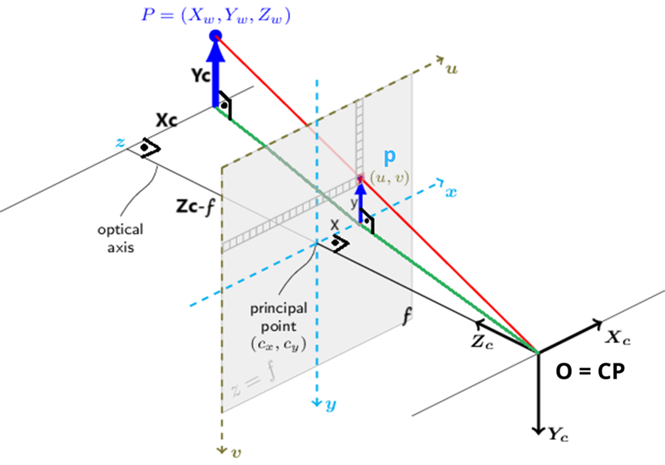 P = (X_w, Y_w, Z_w)
u
Yc
Xc
z
p
(u, v)
x
y
Zc-f
X
optical
axis
principal
point
(c_x, c_y)
f
z = f
Z_c
X_c
O = CP
y
Y_c
v